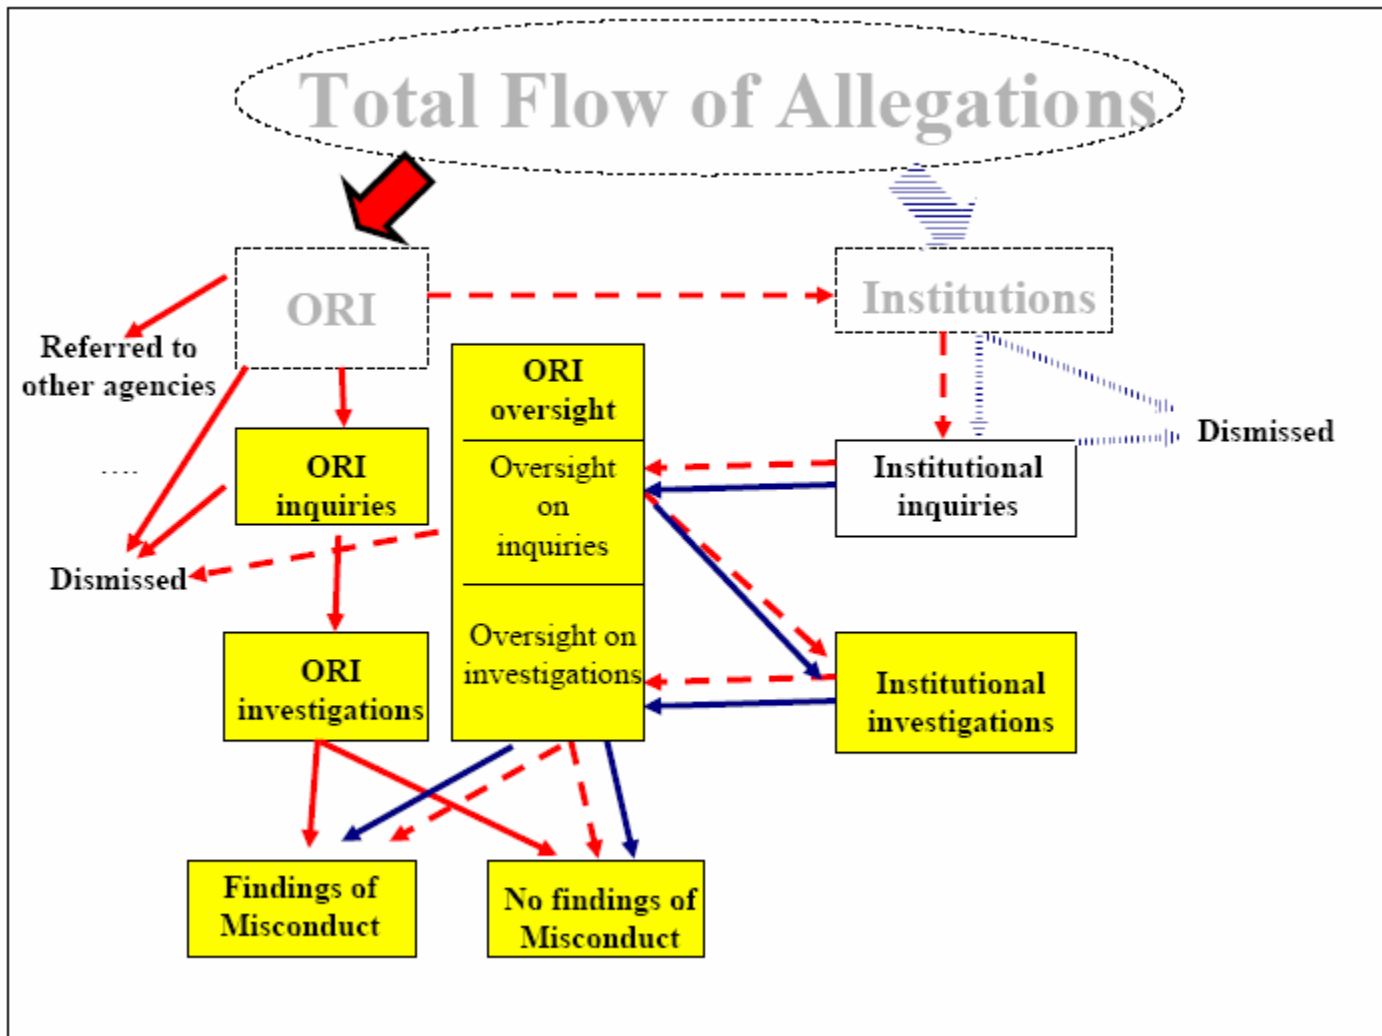 Total Flow of Allegations
ORI
Institutions
Referred to
other agencies
ORI
oversight
Dismissed
ORI
inquiries
Oversight
on
inquiries
Institutional
inquiries
....
Dismissed
ORI
investigations
Oversight on
investigations
Institutional
investigations
Findings of
Misconduct
No findings of
Misconduct